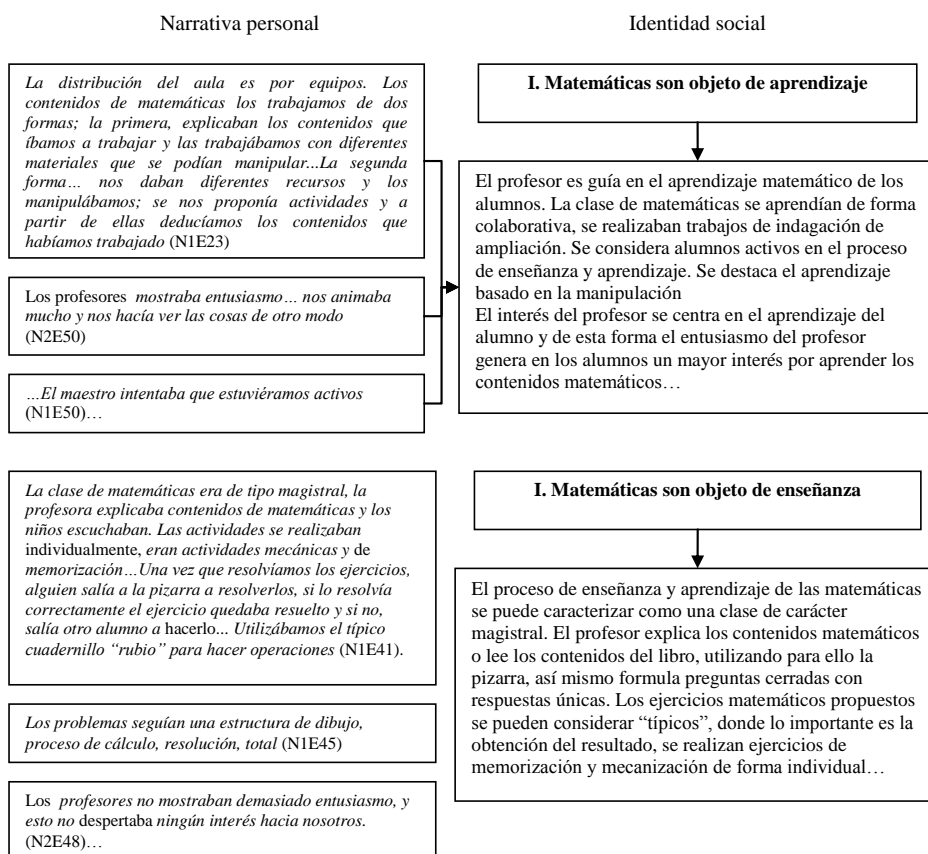 Narrativa personal
Identidad social
La distribución del aula es por equipos. Los
contenidos de matemáticas los trabajamos de dos
formas; la primera, explicaban los contenidos que
íbamos a trabajar y las trabajábamos con diferentes
materiales que se podían manipular...La segunda
forma… nos daban diferentes recursos y los
manipulábamos; se nos proponía actividades y a
partir de ellas deducíamos los contenidos que
habíamos trabajado (N1E23)
Los profesores mostraba entusiasmo… nos animaba
mucho y nos hacía ver las cosas de otro modo
(N2E50)
…El maestro intentaba que estuviéramos activos
(N1E50)…
I. Matemáticas son objeto de aprendizaje
El profesor es guía en el aprendizaje matemático de los
alumnos. La clase de matemáticas se aprendían de forma
colaborativa, se realizaban trabajos de indagación de
ampliación. Se considera alumnos activos en el proceso
de enseñanza y aprendizaje. Se destaca el aprendizaje
basado en la manipulación
El interés del profesor se centra en el aprendizaje del
alumno y de esta forma el entusiasmo del profesor
genera en los alumnos un mayor interés por aprender los
contenidos matemáticos…
La clase de matemáticas era de tipo magistral, la
profesora explicaba contenidos de matemáticas y los
niños escuchaban. Las actividades se realizaban
individualmente, eran actividades mecánicas y de
memorización…Una vez que resolvíamos los ejercicios,
alguien salía a la pizarra a resolverlos, si lo resolvía
correctamente el ejercicio quedaba resuelto y si no,
salía otro alumno a hacerlo... Utilizábamos el típico
cuadernillo “rubio” para hacer operaciones (N1E41).
Los problemas seguían una estructura de dibujo,
proceso de cálculo, resolución, total (N1E45)
Los profesores no mostraban demasiado entusiasmo, y
esto no despertaba ningún interés hacia nosotros.
(N2E48)…
I. Matemáticas son objeto de enseñanza
El proceso de enseñanza y aprendizaje de las matemáticas
se puede caracterizar como una clase de carácter
magistral. El profesor explica los contenidos matemáticos
o lee los contenidos del libro, utilizando para ello la
pizarra, así mismo formula preguntas cerradas con
respuestas únicas. Los ejercicios matemáticos propuestos
se pueden considerar “típicos”, donde lo importante es la
obtención del resultado, se realizan ejercicios de
memorización y mecanización de forma individual…